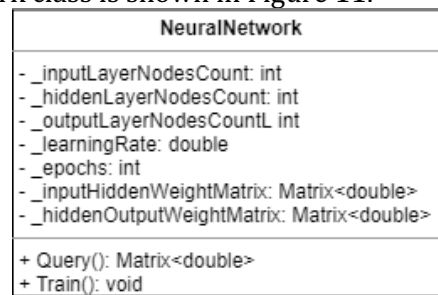 class is shown in Figure 11.
NeuralNetwork
- _inputLayerNodesCount: int
- _hiddenLayerNodesCount: int
- _outputLayerNodesCountL int
- _learningRate: double
- _epochs: int
- _inputHiddenWeightMatrix: Matrix<double>
- _hiddenOutputWeightMatrix: Matrix<double>
+ Query(): Matrix<double>
+ Train(): void